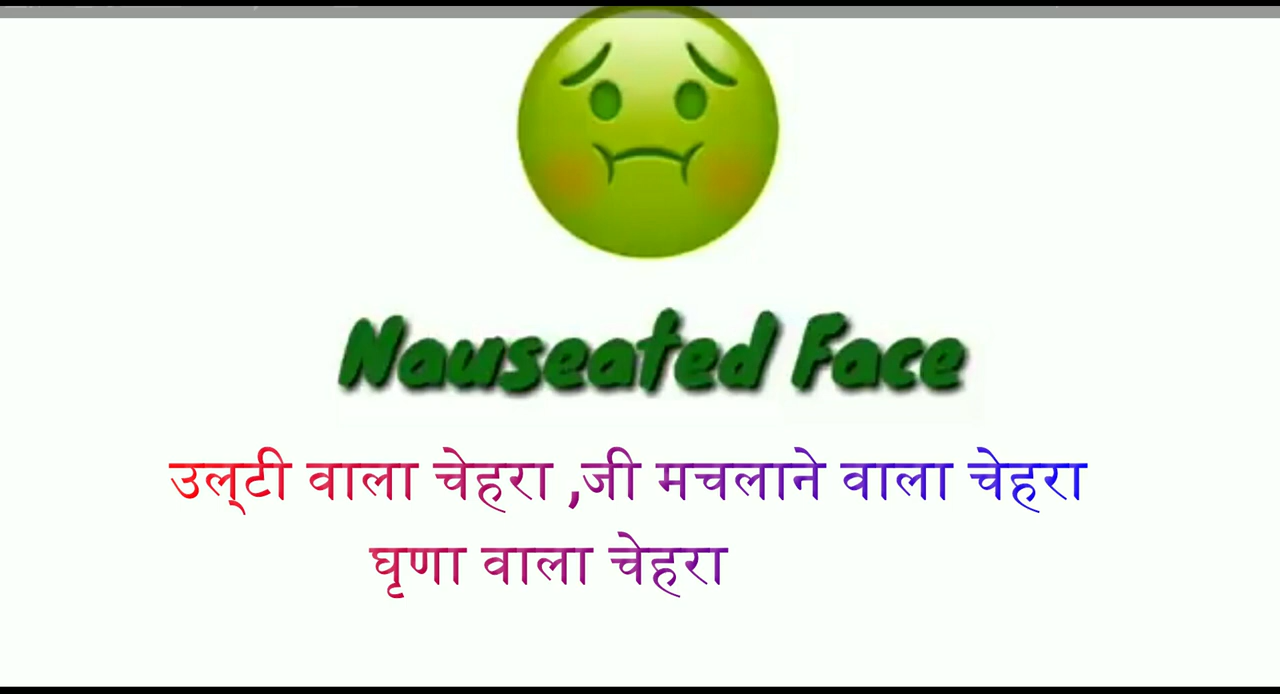 Nauseated Face
उल्‌टी वाला चेहरा ,जी मचलाने वाला चेहरा
घृणा वाला चेहरा